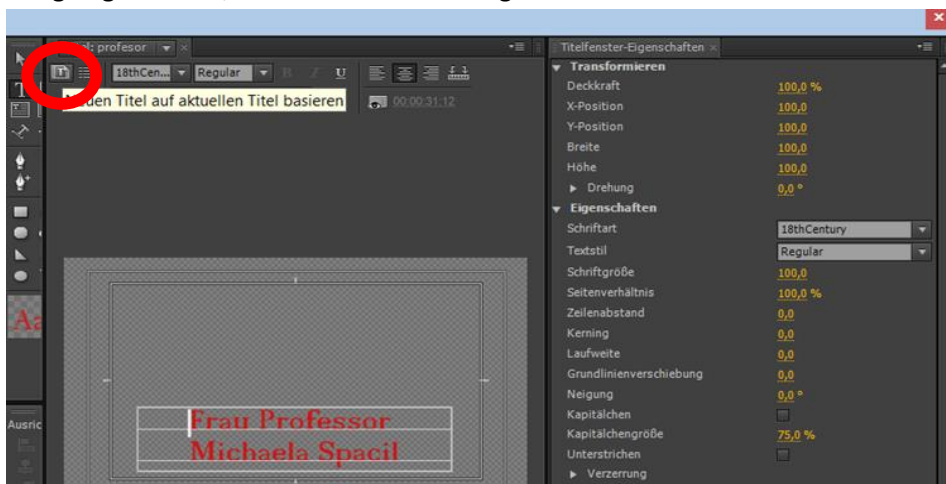 profesor
Titelfenster-Eigenschaften
18thCen... Regular B I U
Neuen Titel auf aktuellen Titel basieren
00:00:31:12
Transformieren
Deckkraft 100,0 %
X-Position 100,0
Y-Position 100,0
Breite 100,0
Höhe 100,0
Drehung 0,0 °
Eigenschaften
Schriftart 18thCentury
Textstil Regular
Schriftgröße 100,0
Seitenverhältnis 100,0 %
Zeilenabstand 0,0
Kerning 0,0
Laufweite 0,0
Grundlinienverschiebung 0,0
Neigung 0,0 °
Kapitälchen
Kapitälchengröße 75,0 %
Unterstrichen
Verzerrung
Aa
Ausric
Frau Professor
Michaela Spacil